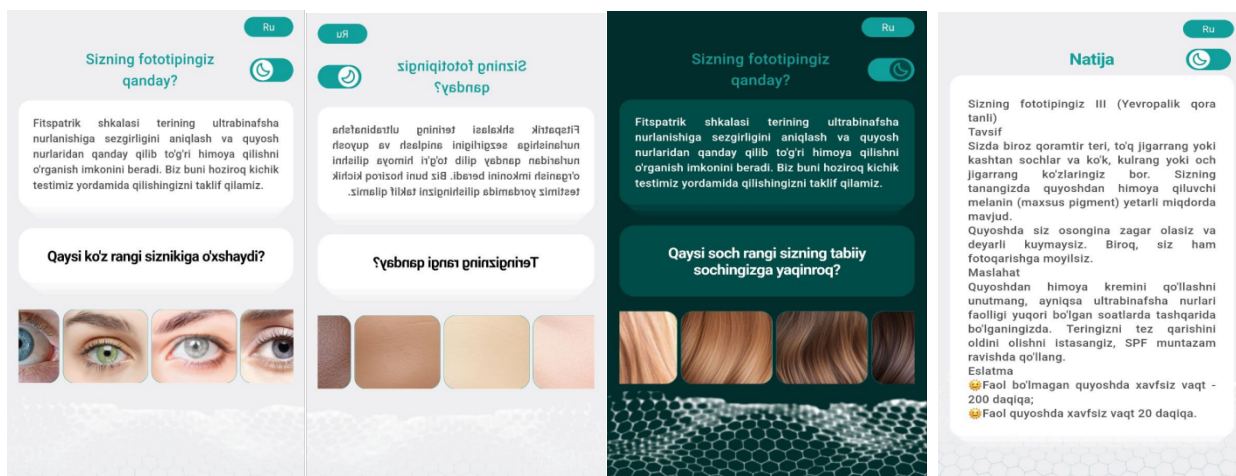 Ru
Sizning fototipingiz
qanday?
Fitspatrik shkalasi terining ultrabinafsha
nurlanishiga sezgirligini aniqlash va quyosh
nurlaridan qanday qilib to'g'ri himoya qilishni
o'rganish imkonini beradi. Biz buni hoziroq kichik
testimiz yordamida qilishingizni taklif qilamiz.
Qaysi ko'z rangi siznikiga o'xshaydi?
Ru
Sizning fototipingiz
qanday?
Fitspatrik shkalasi terining ultrabinafsha
nurlanishiga sezgirligini aniqlash va quyosh
nurlaridan qanday qilib to'g'ri himoya qilishni
o'rganish imkonini beradi. Biz buni hoziroq kichik
testimiz yordamida qilishingizni taklif qilamiz.
Teringizning rangi qanday?
Ru
Sizning fototipingiz
qanday?
Fitspatrik shkalasi terining ultrabinafsha
nurlanishiga sezgirligini aniqlash va quyosh
nurlaridan qanday qilib to'g'ri himoya qilishni
o'rganish imkonini beradi. Biz buni hoziroq kichik
testimiz yordamida qilishingizni taklif qilamiz.
Qaysi soch rangi sizning tabiiy
sochingizga yaqinroq?
Ru
Natija
Sizning fototipingiz III (Yevropalik qora
tanli)
Tavsif
Sizda biroz qoramtir teri, to'q jigarrang yoki
kashtan sochlar va ko'k, kulrang yoki och
jigarrang ko'zlaringiz bor. Sizning
tanangizda quyoshdan himoya qiluvchi
melanin (maxsus pigment) yetarli miqdorda
mavjud.
Quyoshda siz osongina zagar olasiz va
deyarli kuymaysiz. Biroq, siz ham
fotoqarishga moyilsiz.
Maslahat
Quyoshdan himoya kremini qo'llashni
unutmang, ayniqsa ultrabinafsha nurlari
faolligi yuqori bo'lgan soatlarda tashqarida
bo'lganingizda. Teringizni tez qarishini
oldini olishni istasangiz, SPF muntazam
ravishda qo'llang.
Eslatma
😀Faol bo'lmagan quyoshda xavfsiz vaqt -
200 daqiqa;
😀Faol quyoshda xavfsiz vaqt 20 daqiqa.